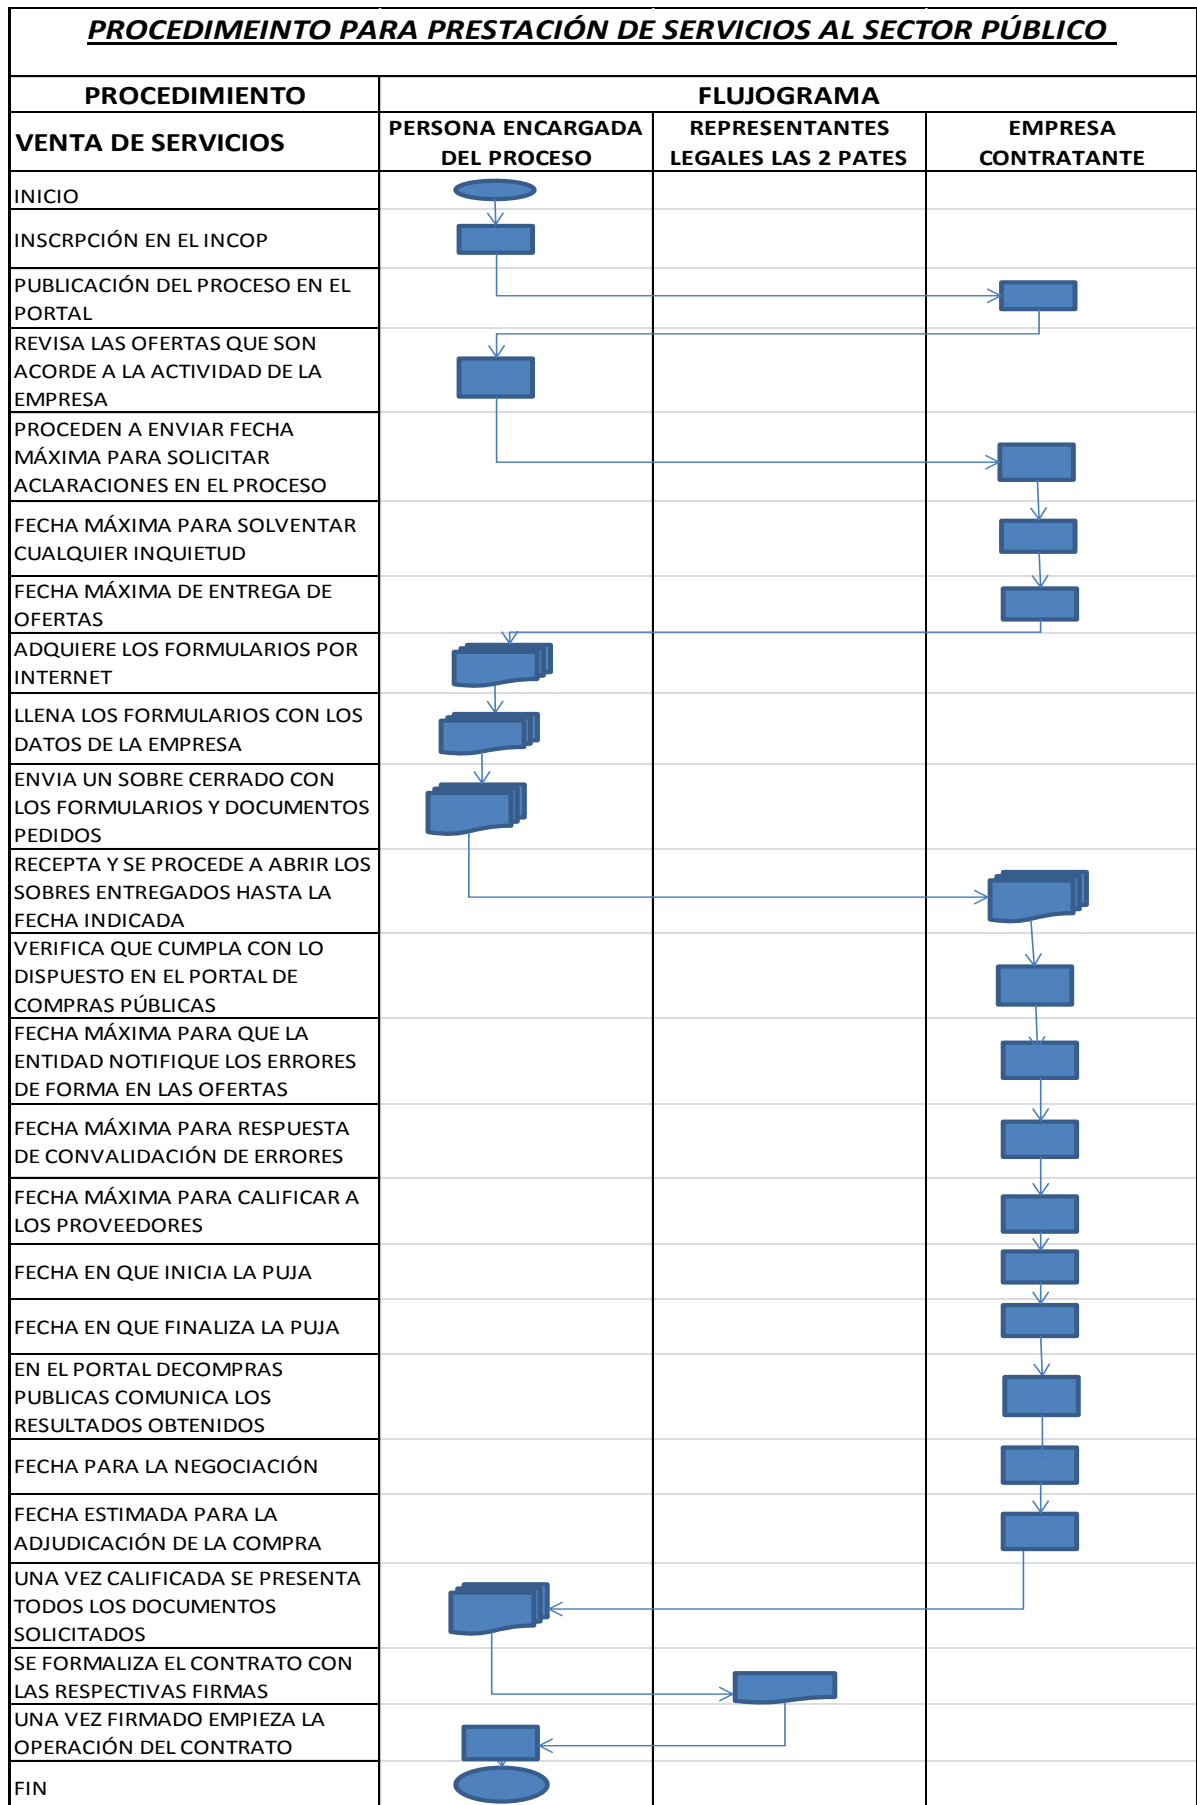 PROCEDIMEINTO PARA PRESTACIÓN DE SERVICIOS AL SECTOR PÚBLICO
PROCEDIMIENTO
FLUJOGRAMA
VENTA DE SERVICIOS
PERSONA ENCARGADA
DEL PROCESO
REPRESENTANTES
LEGALES LAS 2 PATES
EMPRESA
CONTRATANTE
INICIO
INSCRPCIÓN EN EL INCOP
PUBLICACIÓN DEL PROCESO EN EL
PORTAL
REVISA LAS OFERTAS QUE SON
ACORDE A LA ACTIVIDAD DE LA
EMPRESA
PROCEDEN A ENVIAR FECHA
MÁXIMA PARA SOLICITAR
ACLARACIONES EN EL PROCESO
FECHA MÁXIMA PARA SOLVENTAR
CUALQUIER INQUIETUD
FECHA MÁXIMA DE ENTREGA DE
OFERTAS
ADQUIERE LOS FORMULARIOS POR
INTERNET
LLENA LOS FORMULARIOS CON LOS
DATOS DE LA EMPRESA
ENVIA UN SOBRE CERRADO CON
LOS FORMULARIOS Y DOCUMENTOS
PEDIDOS
RECEPTA Y SE PROCEDE A ABRIR LOS
SOBRES ENTREGADOS HASTA LA
FECHA INDICADA
VERIFICA QUE CUMPLA CON LO
DISPUESTO EN EL PORTAL DE
COMPRAS PÚBLICAS
FECHA MÁXIMA PARA QUE LA
ENTIDAD NOTIFIQUE LOS ERRORES
DE FORMA EN LAS OFERTAS
FECHA MÁXIMA PARA RESPUESTA
DE CONVALIDACIÓN DE ERRORES
FECHA MÁXIMA PARA CALIFICAR A
LOS PROVEEDORES
FECHA EN QUE INICIA LA PUJA
FECHA EN QUE FINALIZA LA PUJA
EN EL PORTAL DECOMPRAS
PUBLICAS COMUNICA LOS
RESULTADOS OBTENIDOS
FECHA PARA LA NEGOCIACIÓN
FECHA ESTIMADA PARA LA
ADJUDICACIÓN DE LA COMPRA
UNA VEZ CALIFICADA SE PRESENTA
TODOS LOS DOCUMENTOS
SOLICITADOS
SE FORMALIZA EL CONTRATO CON
LAS RESPECTIVAS FIRMAS
UNA VEZ FIRMADO EMPIEZA LA
OPERACIÓN DEL CONTRATO
FIN